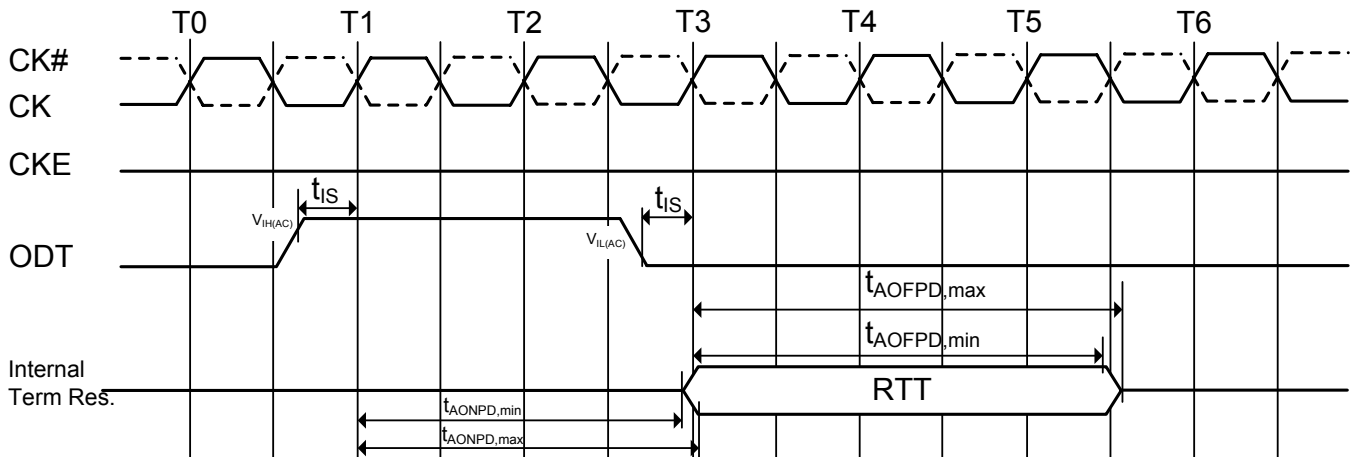 T0 T1 T2 T3 T4 T5 T6
CK#
CK
CKE
tIS
tIS
VIH(AC)
VIL(AC)
ODT
tAOFPD,max
tAOFPD,min
Internal
Term Res.
RTT
tAONPD,min
tAONPD,max